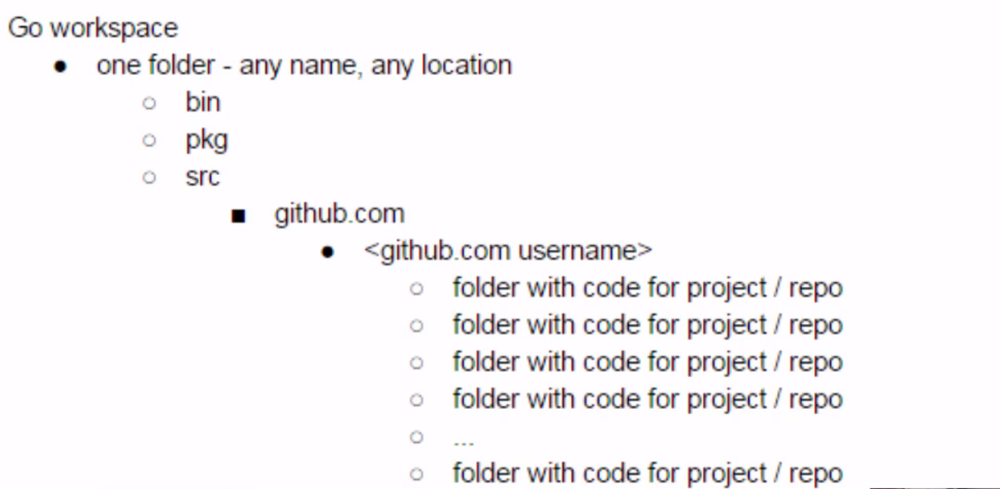 Go workspace
● one folder - any name, any location
○ bin
○ pkg
○ src
■ github.com
● <github.com username>
○ folder with code for project / repo
○ folder with code for project / repo
○ folder with code for project / repo
○ folder with code for project / repo
○ ...
○ folder with code for project / repo